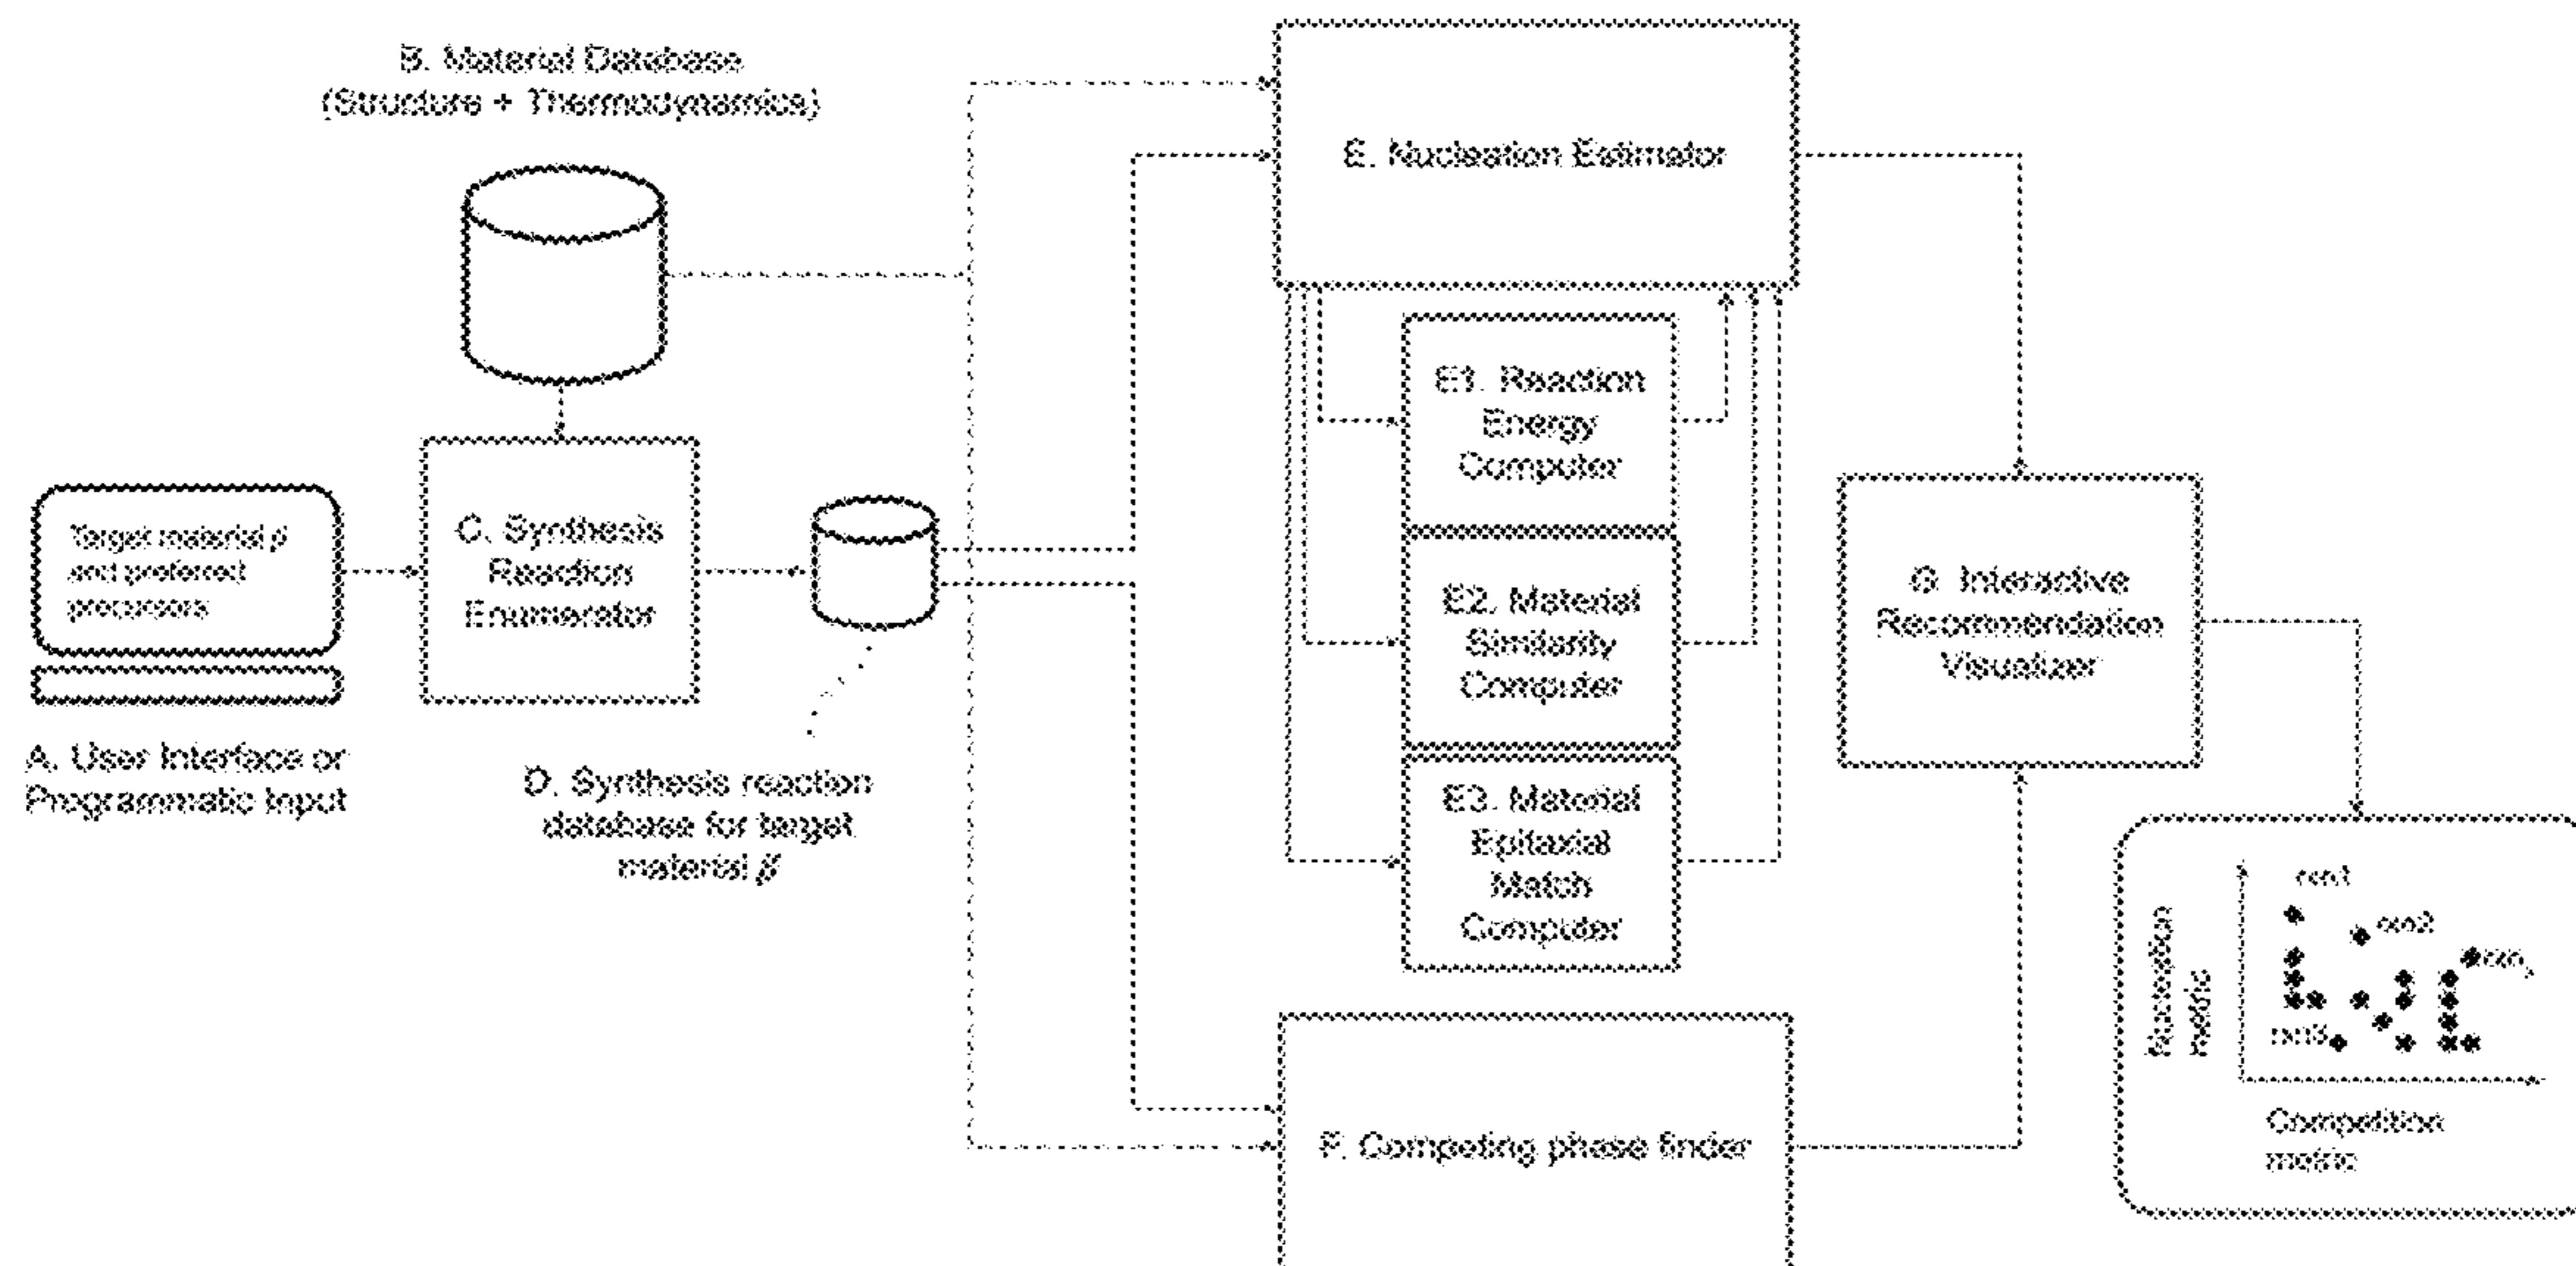 B. Material Database
(Structure + Thermodynamics)
Target material β
and preferred
precursors
A. User Interface or
Programmatic Input
C. Synthesis
Reaction
Enumerator
D. Synthesis reaction
database for target
material β
E. Nucleation Estimator
E1. Reaction
Energy
Computer
E2. Material
Similarity
Computer
E3. Material
Epitaxial
Match
Computer
F. Competing phase finder
G. Interactive
Recommendation
Visualizer
Nucleation
metric
rxn1
rxn2
rxn3
Competition
metric